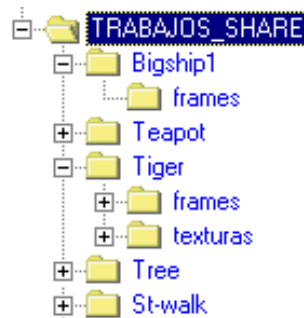 TRABAJOS_SHARE
Bigship1
frames
Teapot
Tiger
frames
texturas
Tree
St-walk